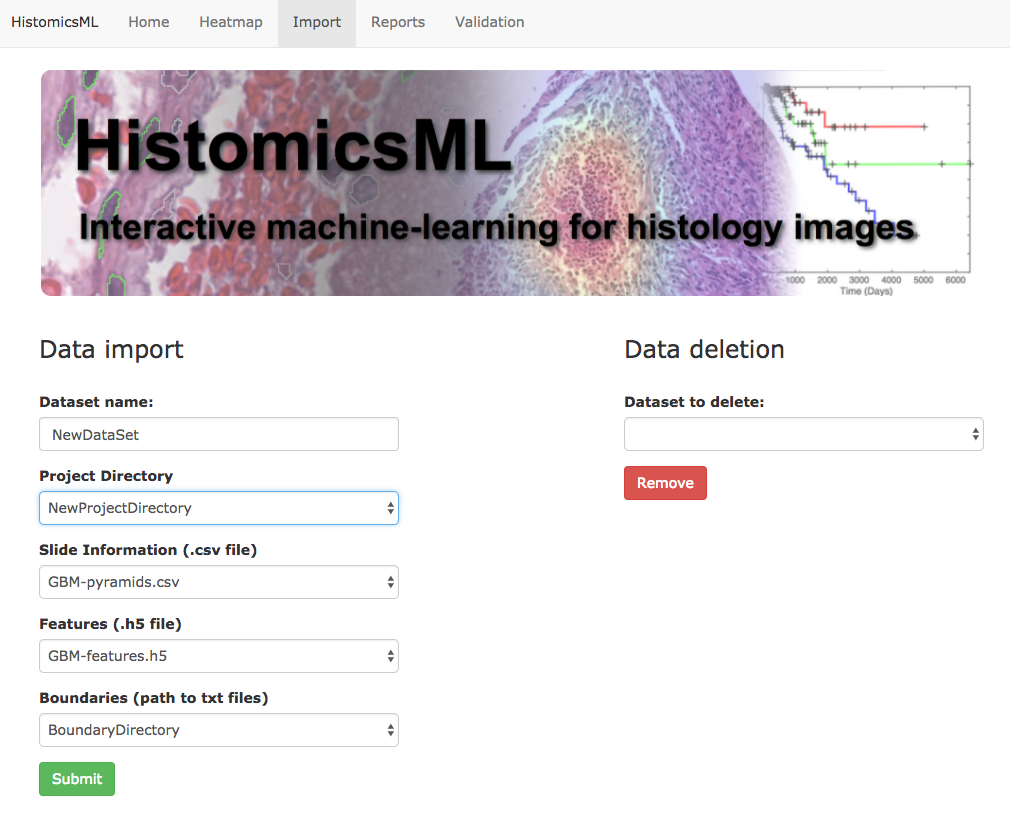 HistomicsML Home Heatmap Import Reports Validation
HistomicsML
Interactive machine-learning for histology images
1000 2000 3000 4000 5000 6000
Time (Days)
Data import
Dataset name:
NewDataSet
Project Directory
NewProjectDirectory
Slide Information (.csv file)
GBM-pyramids.csv
Features (.h5 file)
GBM-features.h5
Boundaries (path to txt files)
BoundaryDirectory
Submit
Data deletion
Dataset to delete:
Remove